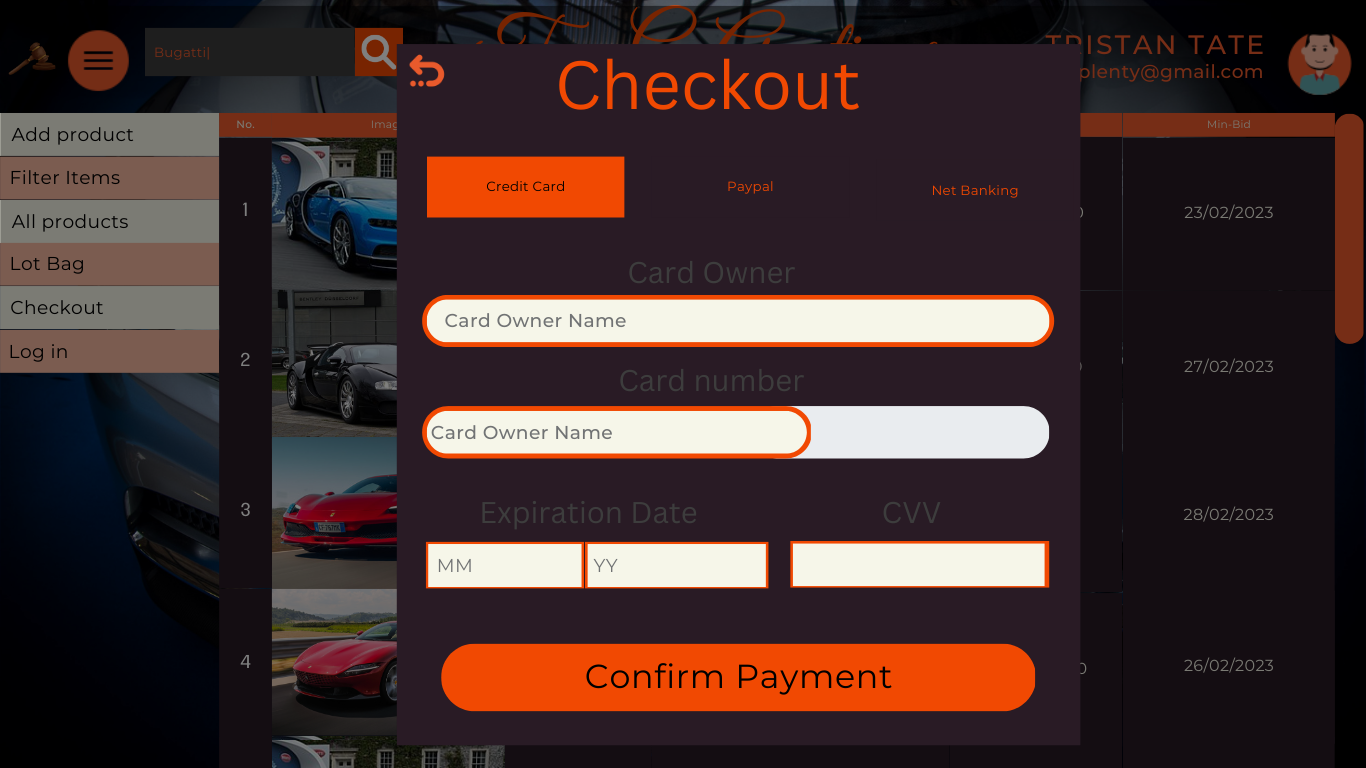 Bugatti
TRISTAN TATE
plenty@gmail.com
Checkout
Add product
Filter Items
All products
Lot Bag
Checkout
Log in
No.
Min-Bid
Credit Card
Paypal
Net Banking
1
23/02/2023
Card Owner
Card Owner Name
2
27/02/2023
Card number
Card Owner Name
3
28/02/2023
Expiration Date
CVV
MM
YY
4
26/02/2023
Confirm Payment